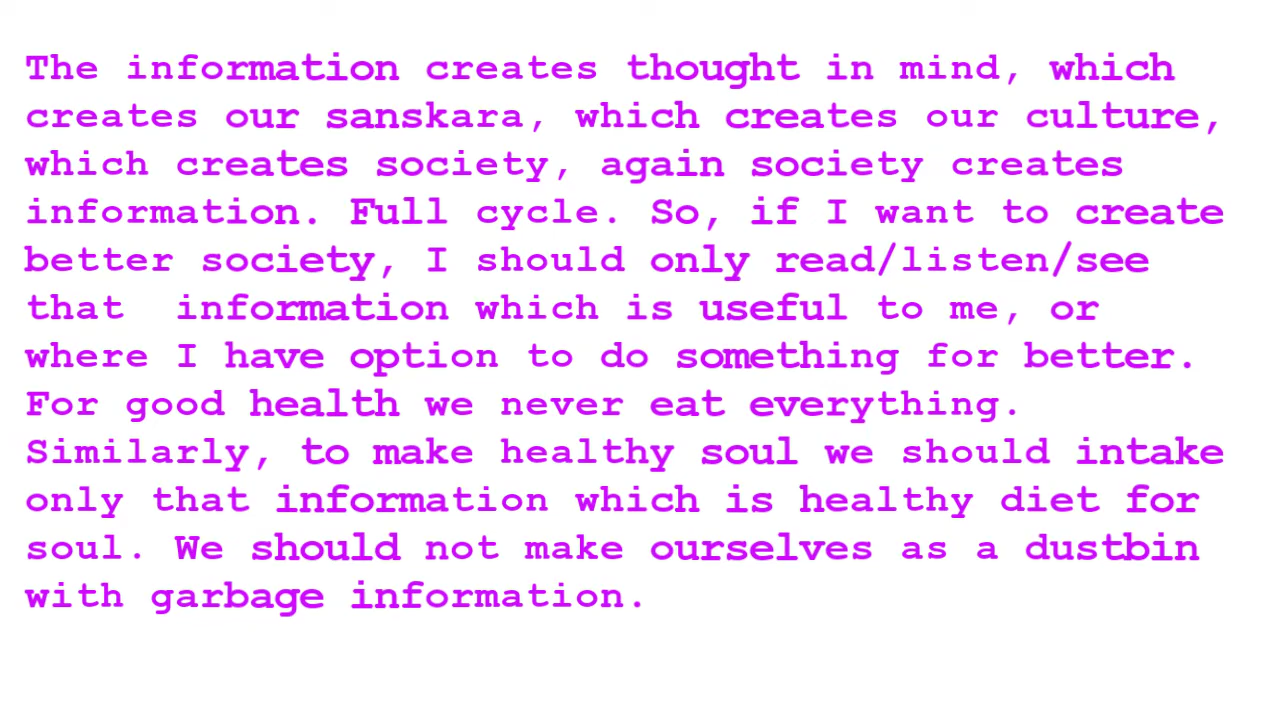 The information creates thought in mind, which
creates our sanskara, which creates our culture,
which creates society, again society creates
information. Full cycle. So, if I want to create
better society, I should only read/listen/see
that  information which is useful to me, or
where I have option to do something for better.
For good health we never eat everything.
Similarly, to make healthy soul we should intake
only that information which is healthy diet for
soul. We should not make ourselves as a dustbin
with garbage information.